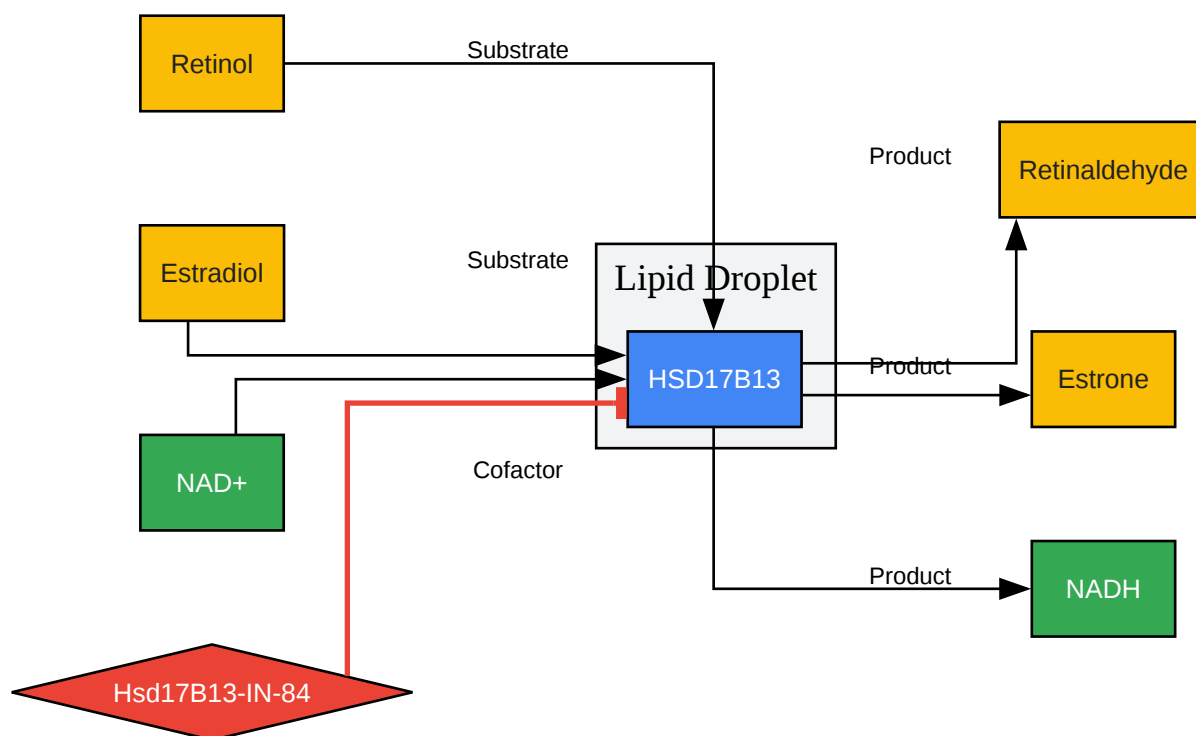 Retinol
Substrate
Product
Retinaldehyde
Estradiol
Substrate
Lipid Droplet
HSD17B13
Product
Estrone
NAD+
Cofactor
Product
NADH
Hsd17B13-IN-84